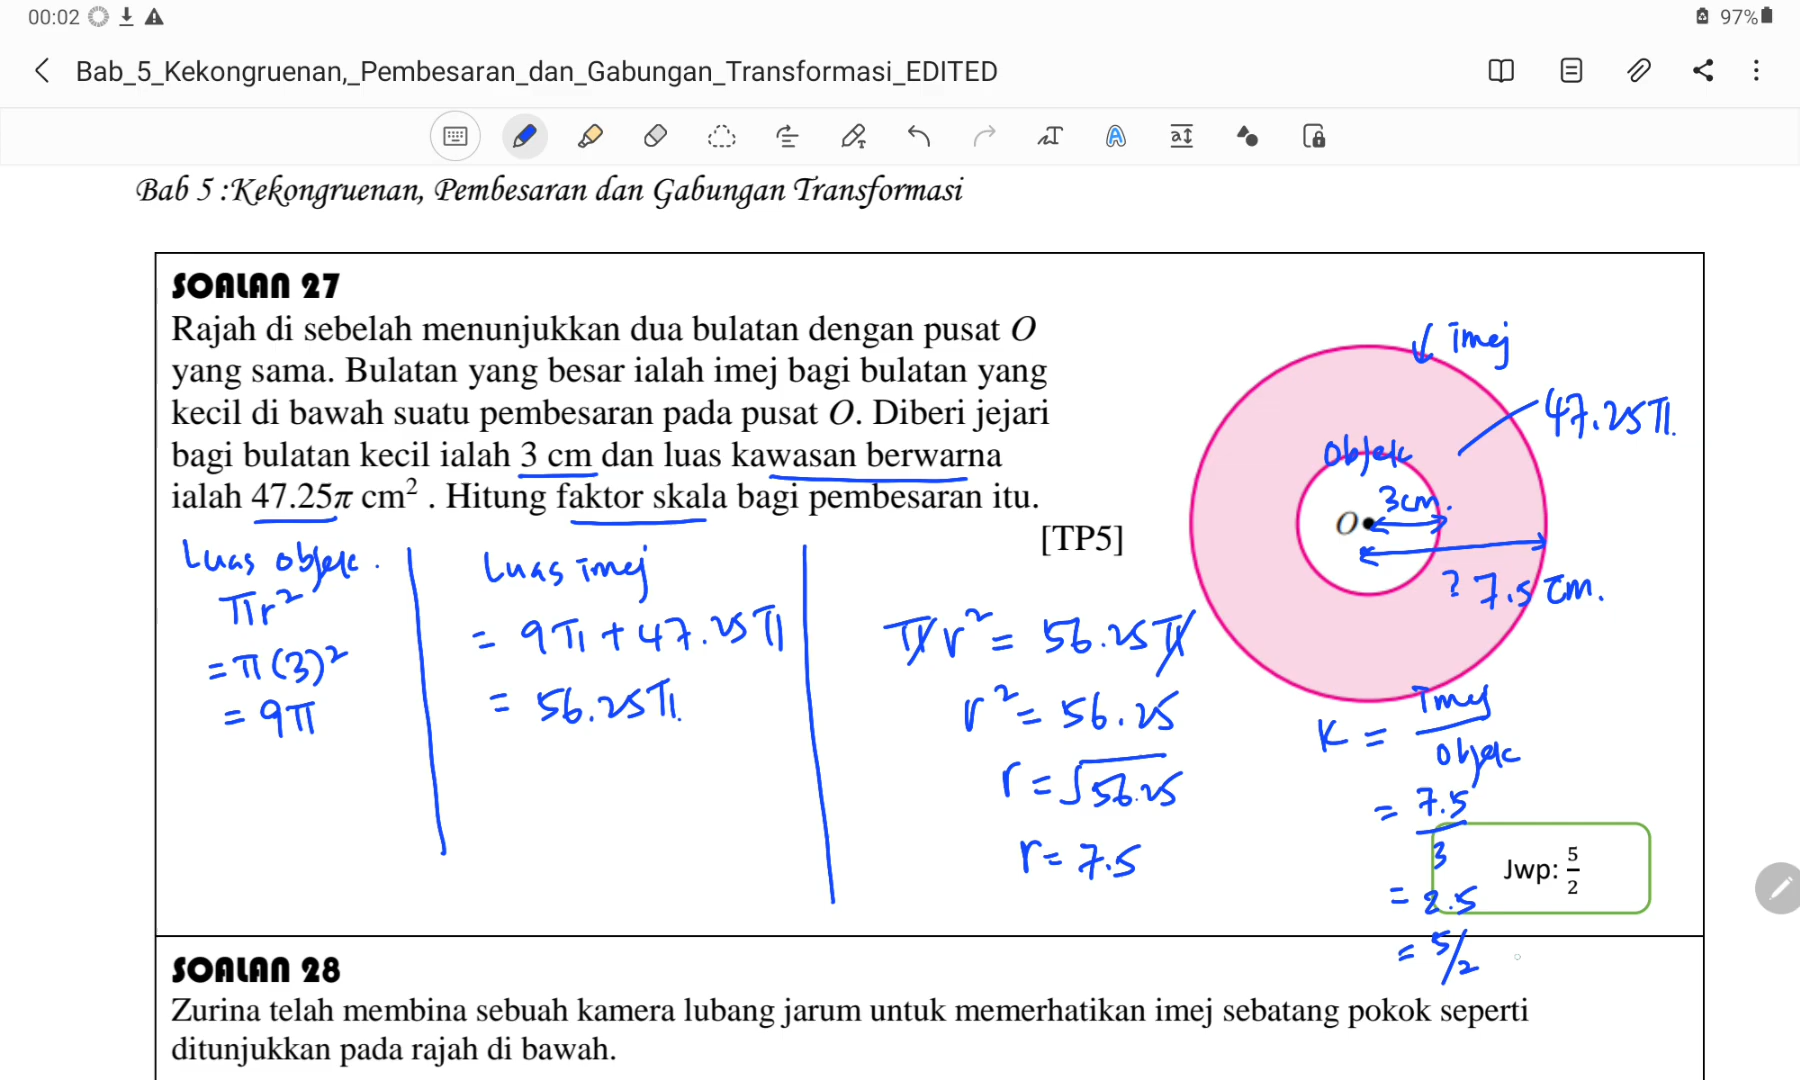 00:02
97%
Bab_5_Kekongruenan,_Pembesaran_dan_Gabungan_Transformasi_EDITED
Bab 5 :Kekongruenan, Pembesaran dan Gabungan Transformasi
SOALAN 27
Rajah di sebelah menunjukkan dua bulatan dengan pusat O
yang sama. Bulatan yang besar ialah imej bagi bulatan yang
kecil di bawah suatu pembesaran pada pusat O. Diberi jejari
bagi bulatan kecil ialah 3 cm dan luas kawasan berwarna
ialah 47.25π cm² . Hitung faktor skala bagi pembesaran itu.
[TP5]
imej
47.25π.
Objek
3cm.
O
? 7.5 cm.
Luas objek.
πr²
= π(3)²
= 9π
Luas imej
= 9π + 47.25π
= 56.25π.
πr² = 56.25π
r² = 56.25
r = √56.25
r = 7.5
K = Imej/objek
= 7.5/3
= 2.5
= 5/2
Jwp: 5/2
SOALAN 28
Zurina telah membina sebuah kamera lubang jarum untuk memerhatikan imej sebatang pokok seperti
ditunjukkan pada rajah di bawah.